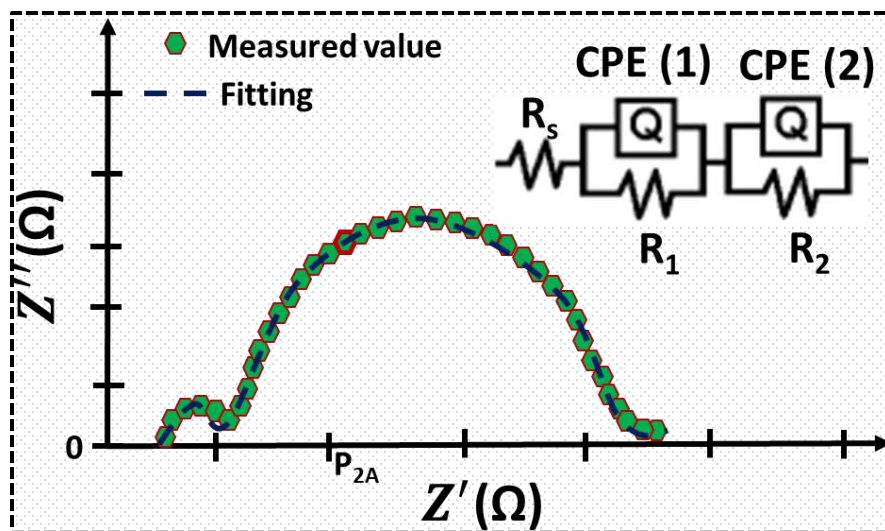 Measured value
Fitting
CPE (1) CPE (2)
Rs
Q Q
R1 R2
Z''(Ω)
0
P2A
Z'(Ω)